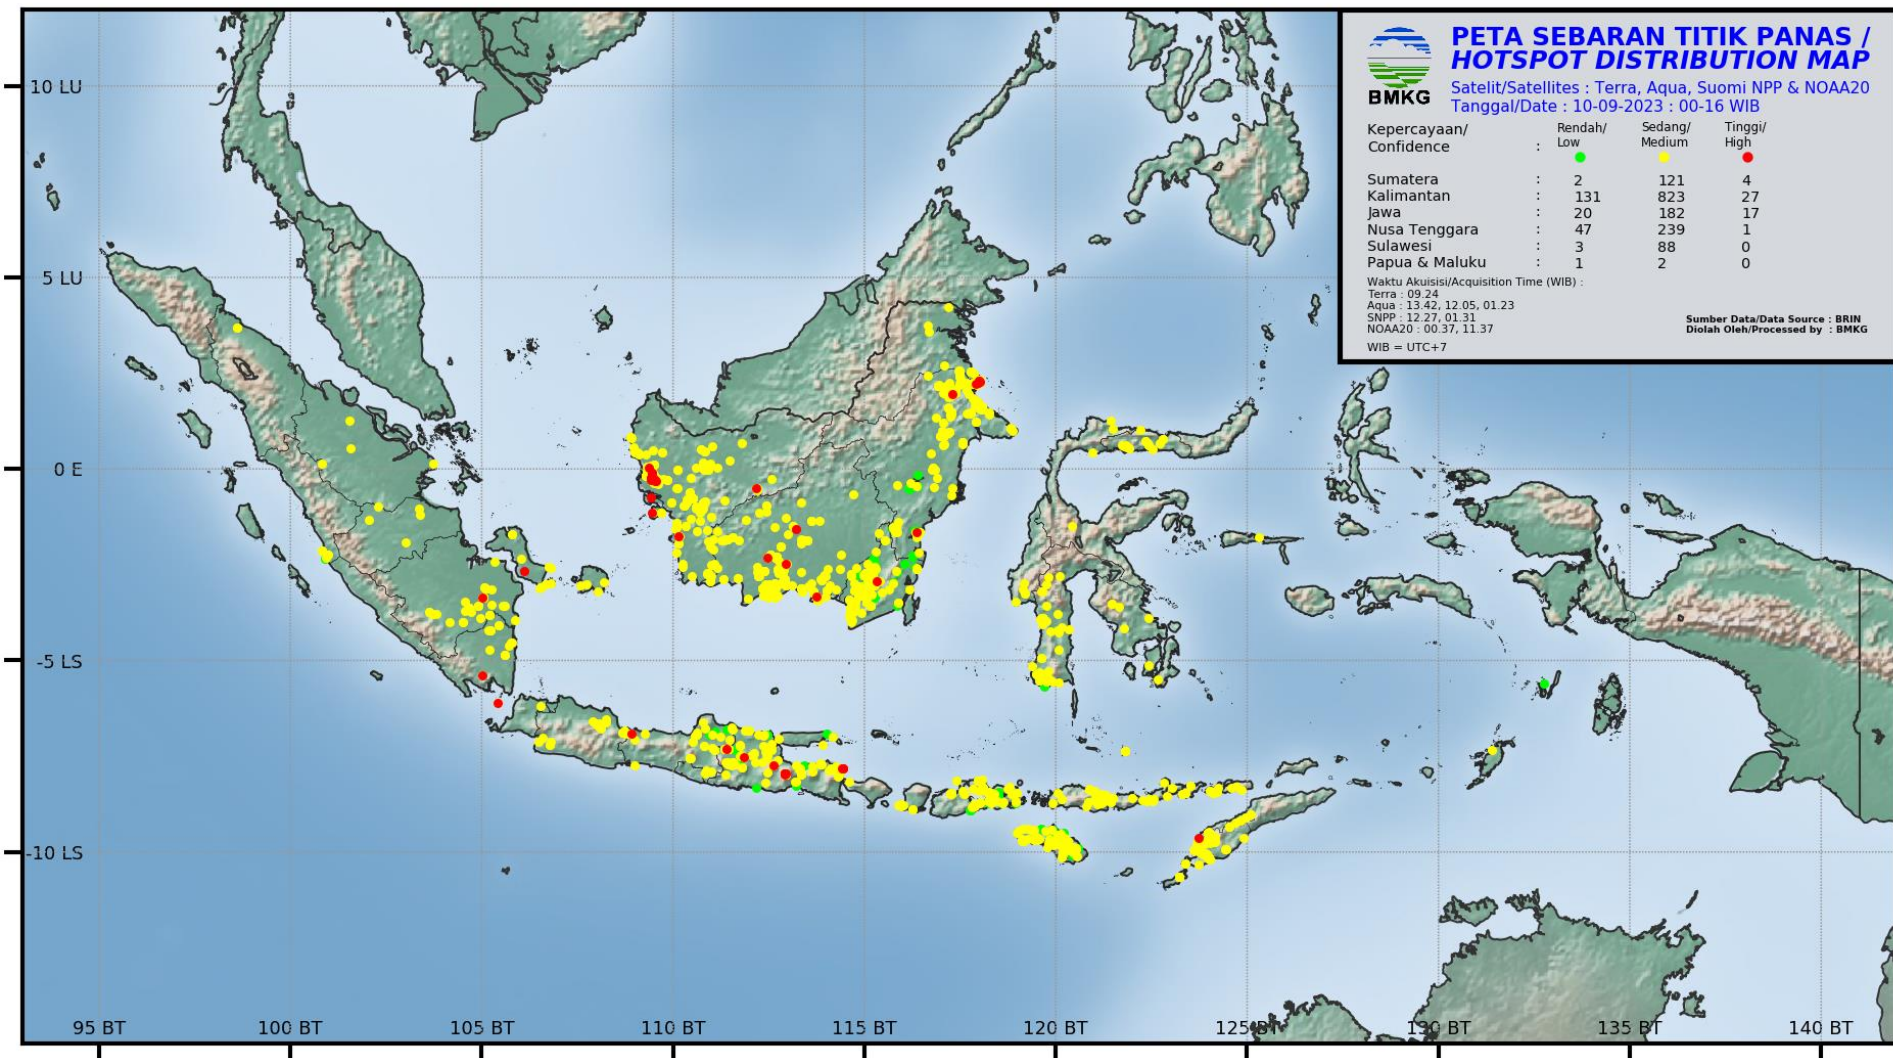 PETA SEBARAN TITIK PANAS /
HOTSPOT DISTRIBUTION MAP
BMKG
Satelit/Satellites : Terra, Aqua, Suomi NPP & NOAA20
Tanggal/Date : 10-09-2023 : 00-16 WIB
Kepercayaan/ Rendah/ Sedang/ Tinggi/
Confidence : Low Medium High
Sumatera : 2 121 4
Kalimantan : 131 823 27
Jawa : 20 182 17
Nusa Tenggara : 47 239 1
Sulawesi : 3 88 0
Papua & Maluku : 1 2 0
Waktu Akuisisi/Acquisition Time (WIB) :
Terra : 09.24
Aqua : 13.42, 12.05, 01.23
SNPP : 12.27, 01.31
NOAA20 : 00.37, 11.37
WIB = UTC+7
Sumber Data/Data Source : BRIN
Diolah Oleh/Processed by : BMKG
10 LU
5 LU
0 E
-5 LS
-10 LS
95 BT 100 BT 105 BT 110 BT 115 BT 120 BT 125 BT 130 BT 135 BT 140 BT